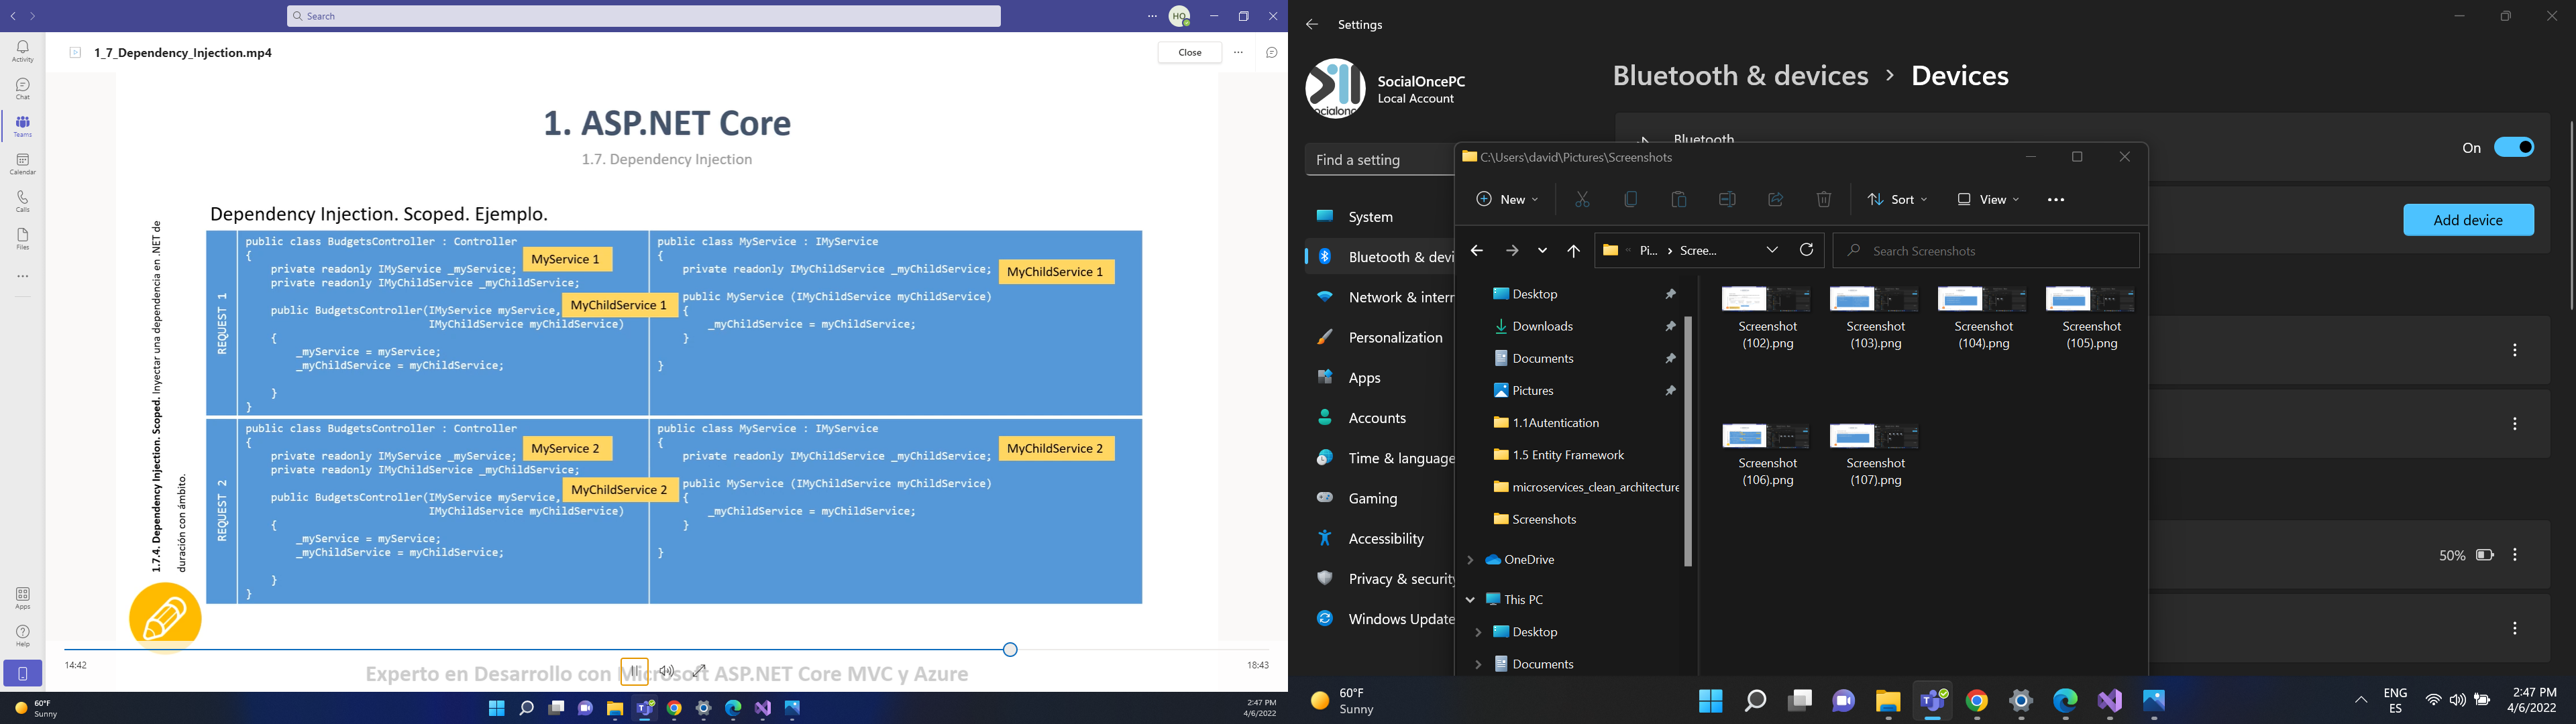 Search
HO
1_7_Dependency_Injection.mp4
Close
Activity
Chat
Teams
Calendar
Calls
Files
Apps
Help
1. ASP.NET Core
1.7. Dependency Injection
1.7.4. Dependency Injection. Scoped. Inyectar una dependencia en .NET de
duración con ámbito.
Dependency Injection. Scoped. Ejemplo.
REQUEST 1
public class BudgetsController : Controller
{
private readonly IMyService _myService;
MyService 1
private readonly IMyChildService _myChildService;
MyChildService 1
public BudgetsController(IMyService myService,
IMyChildService myChildService)
{
_myService = myService;
_myChildService = myChildService;
}
}
public class MyService : IMyService
{
private readonly IMyChildService _myChildService;
MyChildService 1
public MyService (IMyChildService myChildService)
{
_myChildService = myChildService;
}
}
REQUEST 2
public class BudgetsController : Controller
{
private readonly IMyService _myService;
MyService 2
private readonly IMyChildService _myChildService;
MyChildService 2
public BudgetsController(IMyService myService,
IMyChildService myChildService)
{
_myService = myService;
_myChildService = myChildService;
}
}
public class MyService : IMyService
{
private readonly IMyChildService _myChildService;
MyChildService 2
public MyService (IMyChildService myChildService)
{
_myChildService = myChildService;
}
}
14:42
18:43
Experto en Desarrollo con Microsoft ASP.NET Core MVC y Azure
60°F
Sunny
2:47 PM
4/6/2022
Settings
SocialOncePC
Local Account
Find a setting
System
Bluetooth & devi
Network & intern
Personalization
Apps
Accounts
Time & language
Gaming
Accessibility
Privacy & security
Windows Update
Bluetooth & devices > Devices
Bluetooth
On
Add device
50%
C:\Users\david\Pictures\Screenshots
New
Sort
View
Pi... > Scree...
Search Screenshots
Desktop
Downloads
Documents
Pictures
1.1Autentication
1.5 Entity Framework
microservices_clean_architecture
Screenshots
OneDrive
This PC
Desktop
Documents
Screenshot
(102).png
Screenshot
(103).png
Screenshot
(104).png
Screenshot
(105).png
Screenshot
(106).png
Screenshot
(107).png
60°F
Sunny
ENG
ES
2:47 PM
4/6/2022